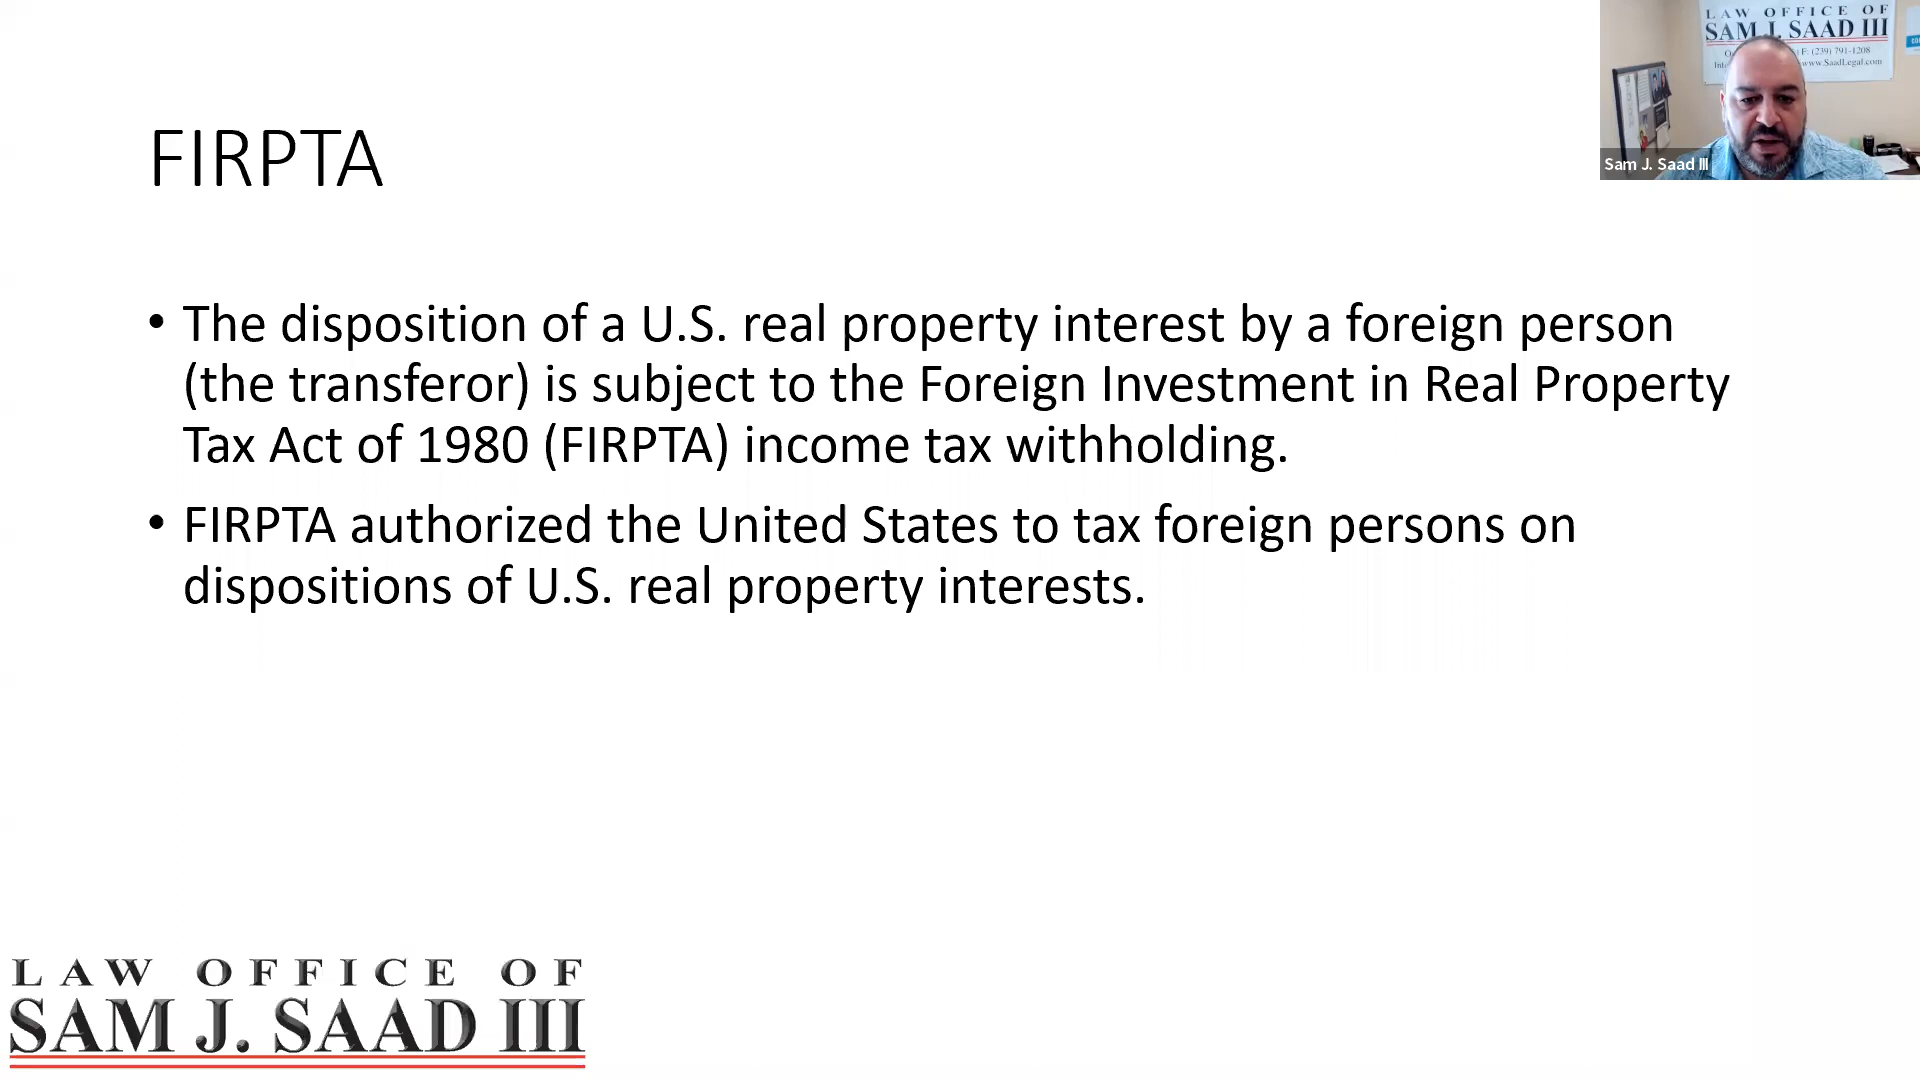 FIRPTA
• The disposition of a U.S. real property interest by a foreign person
(the transferor) is subject to the Foreign Investment in Real Property
Tax Act of 1980 (FIRPTA) income tax withholding.
• FIRPTA authorized the United States to tax foreign persons on
dispositions of U.S. real property interests.
LAW OFFICE OF
SAM J. SAAD III
F: (239) 791-1208
www.SaadLegal.com
Sam J. Saad III
LAW OFFICE OF
SAM J. SAAD III